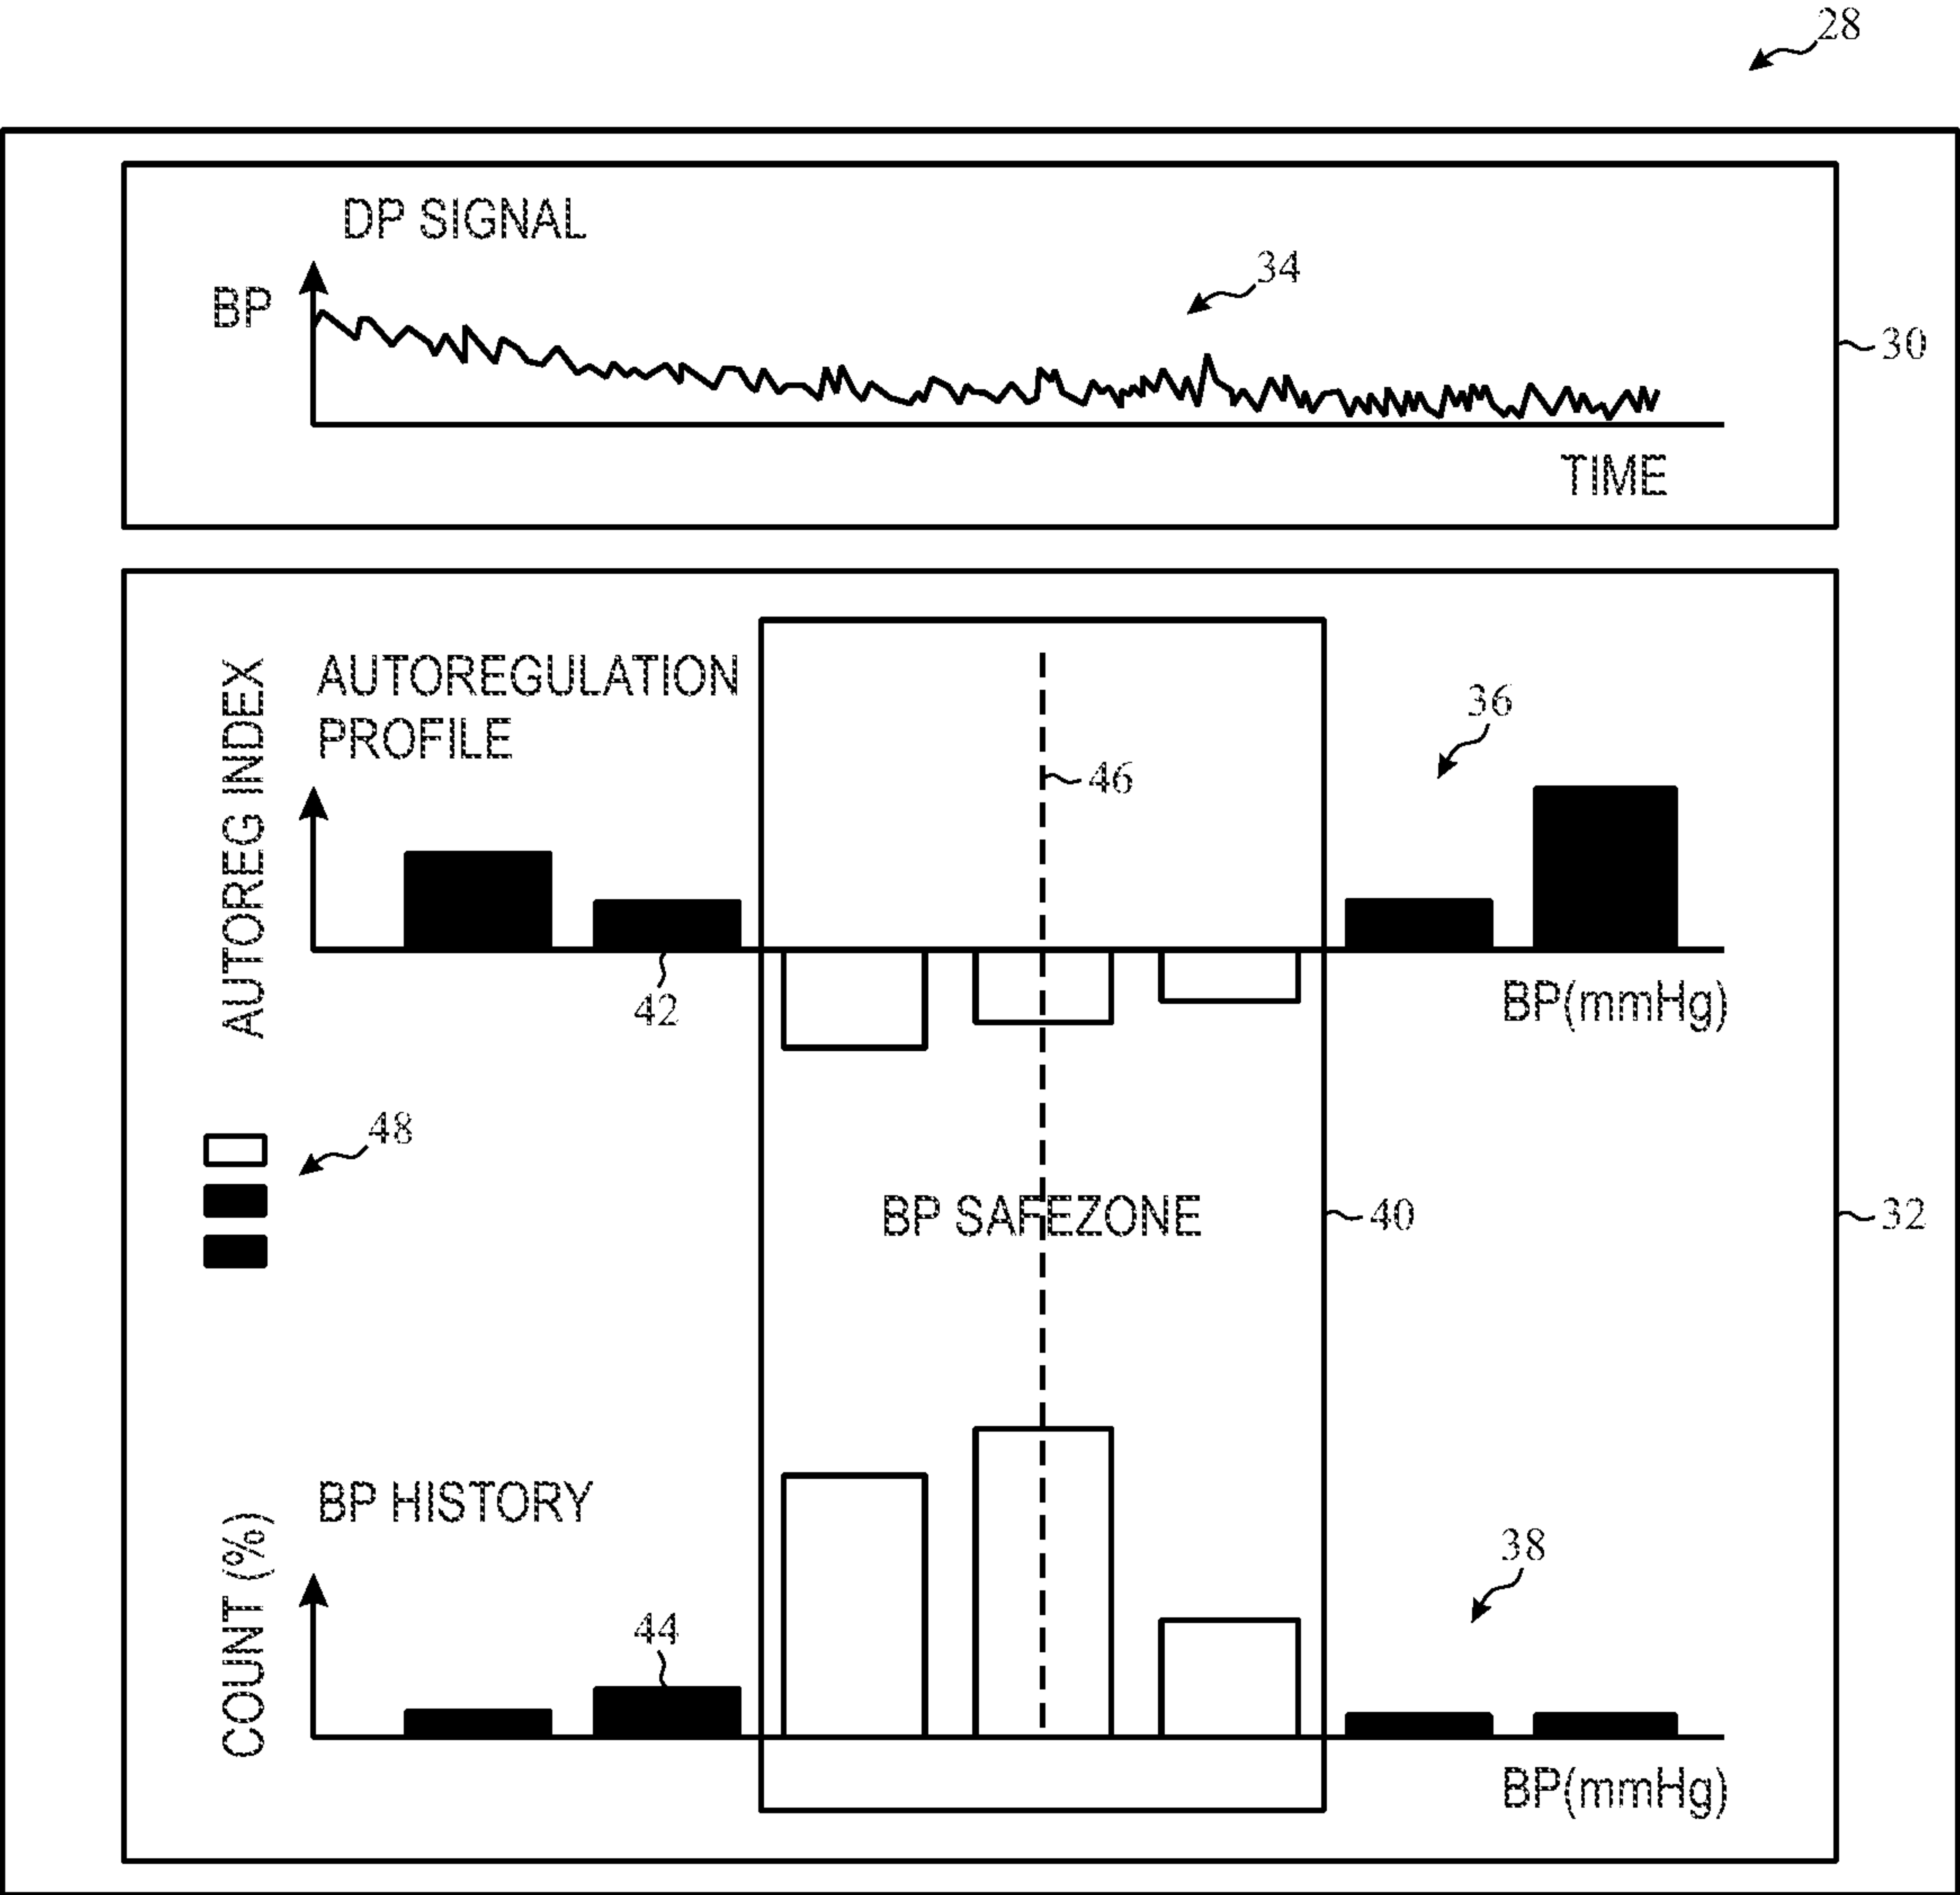 28
DP SIGNAL
BP
34
30
TIME
AUTOREG INDEX
AUTOREGULATION
PROFILE
36
46
42
BP(mmHg)
48
BP SAFEZONE
40
32
BP HISTORY
COUNT (%)
38
44
BP(mmHg)